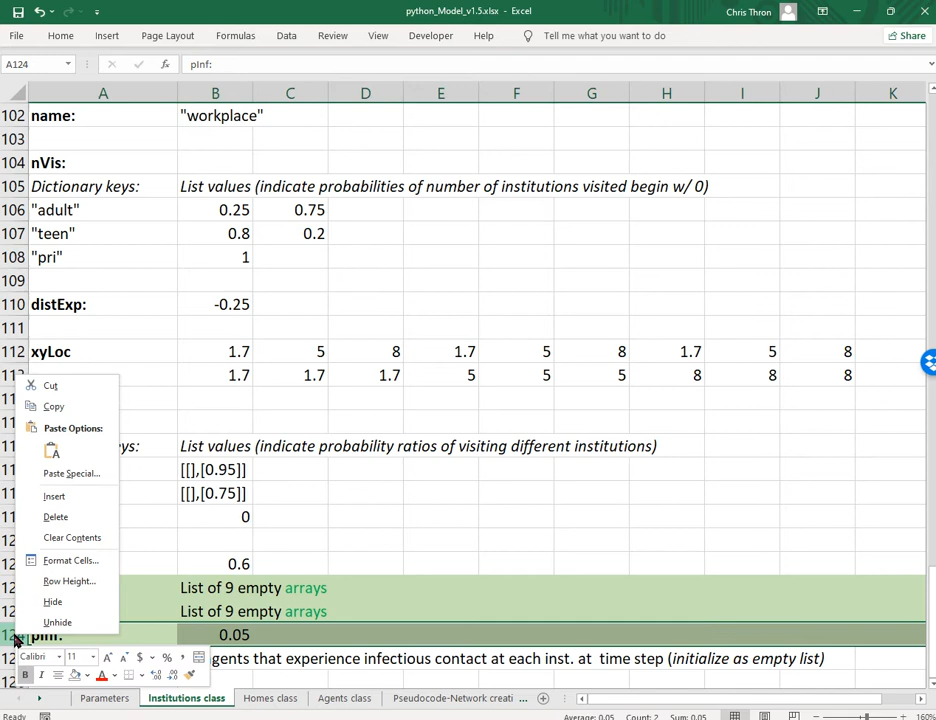 python_Model_v1.5.xlsx - Excel
Chris Thron
File Home Insert Page Layout Formulas Data Review View Developer Help Tell me what you want to do Share
A124 fx pInf:
A B C D E F G H I J K
102 name: "workplace"
103
104 nVis:
105 Dictionary keys: List values (indicate probabilities of number of institutions visited begin w/ 0)
106 "adult" 0.25 0.75
107 "teen" 0.8 0.2
108 "pri" 1
109
110 distExp: -0.25
111
112 xyLoc 1.7 5 8 1.7 5 8 1.7 5 8
1.7 1.7 1.7 5 5 5 8 8 8
Cut
Copy
Paste Options:
eys: List values (indicate probability ratios of visiting different institutions)
Paste Special...
[[],[0.95]]
Insert
[[],[0.75]]
Delete
0
Clear Contents
Format Cells...
0.6
Row Height...
List of 9 empty arrays
Hide
List of 9 empty arrays
Unhide
124 pInf: 0.05
Calibri 11 A A $ % ,
gents that experience infectious contact at each inst. at time step (initialize as empty list)
B I A
Parameters Institutions class Homes class Agents class Pseudocode-Network creati ...
Ready Average: 0.05 Count: 2 Sum: 0.05 160%